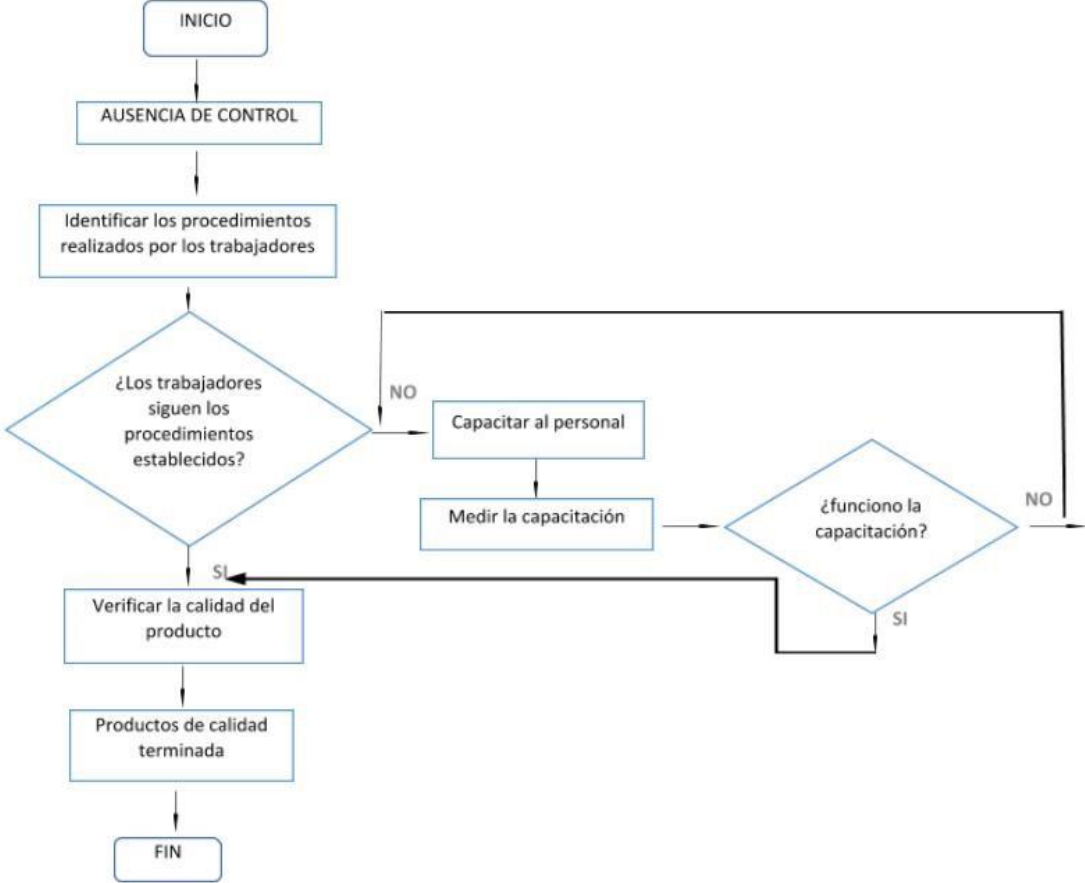 INICIO
AUSENCIA DE CONTROL
Identificar los procedimientos
realizados por los trabajadores
¿Los trabajadores
siguen los
procedimientos
establecidos?
NO
Capacitar al personal
Medir la capacitación
¿funciono la
capacitación?
NO
SI
SI
Verificar la calidad del
producto
Productos de calidad
terminada
FIN